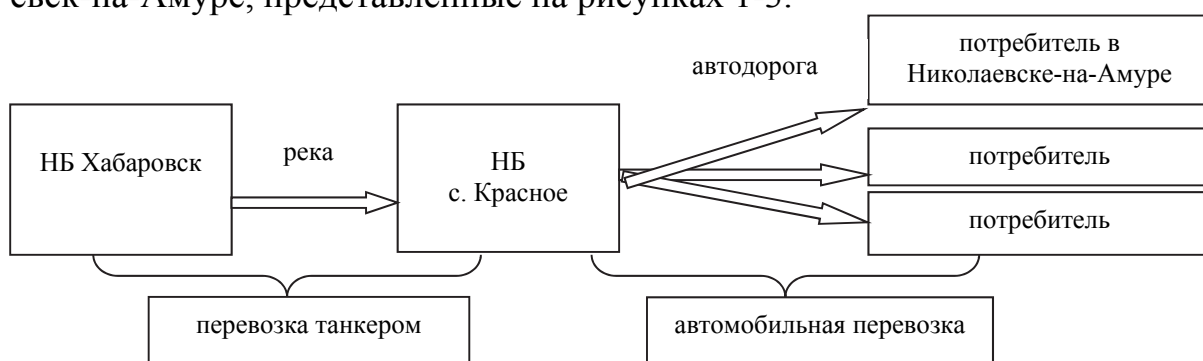 евск-на-Амуре, представленные на рисунках 1-3.
потребитель в
Николаевске-на-Амуре
автодорога
НБ Хабаровск
река
НБ
с. Красное
потребитель
потребитель
перевозка танкером
автомобильная перевозка